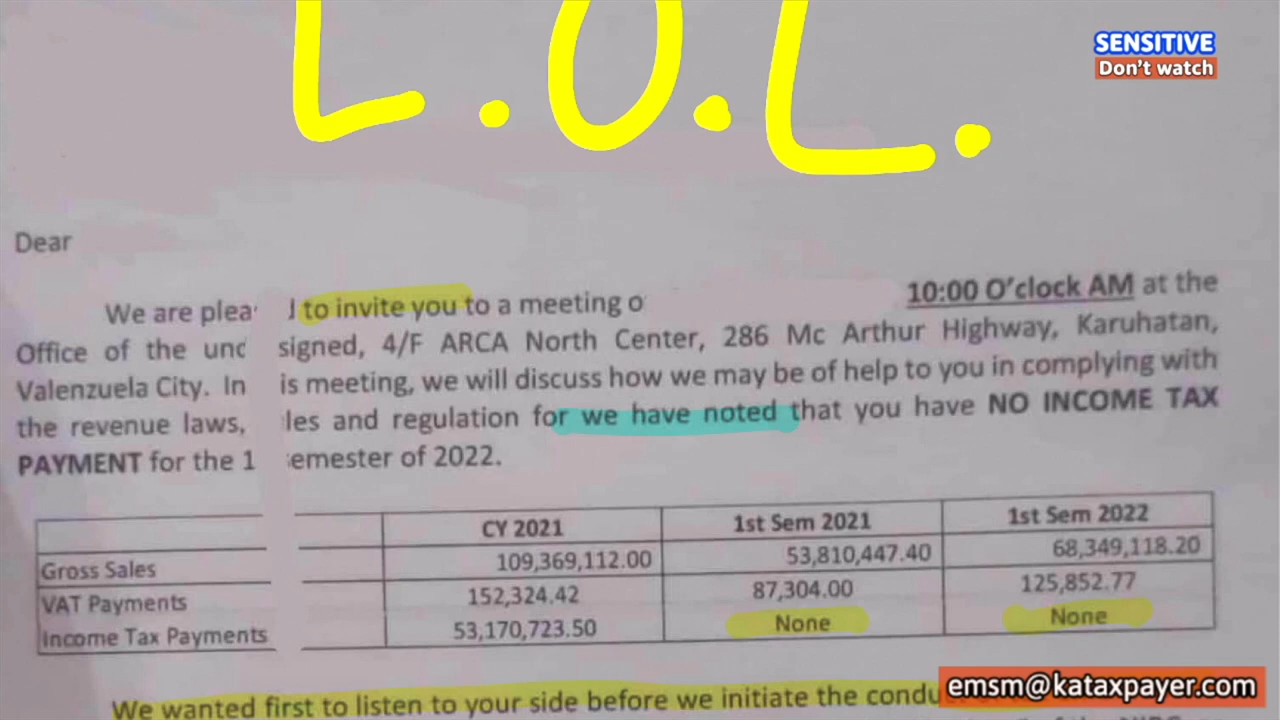 L.O.L.
SENSITIVE
Don't watch
Dear
We are plea d to invite you to a meeting o 10:00 O'clock AM at the
Office of the und signed, 4/F ARCA North Center, 286 Mc Arthur Highway, Karuhatan,
Valenzuela City. In is meeting, we will discuss how we may be of help to you in complying with
the revenue laws, les and regulation for we have noted that you have NO INCOME TAX
PAYMENT for the 1 semester of 2022.
CY 2021 1st Sem 2021 1st Sem 2022
Gross Sales 109,369,112.00 53,810,447.40 68,349,118.20
VAT Payments 152,324.42 87,304.00 125,852.77
Income Tax Payments 53,170,723.50 None None
We wanted first to listen to your side before we initiate the
emsm@kataxpayer.com